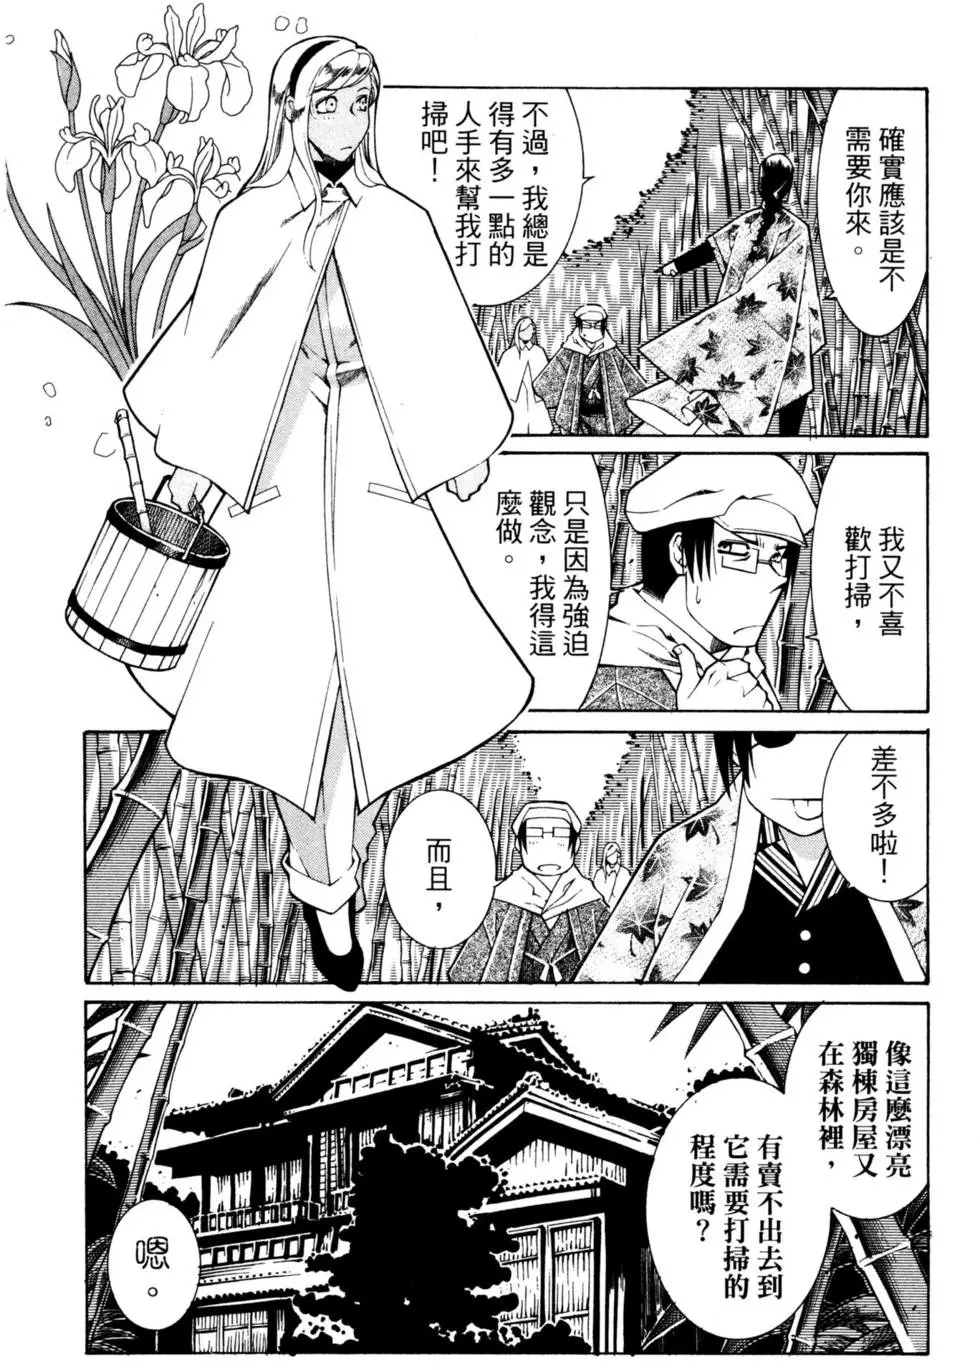 確實應該是不
需要你來。
不過，我總是
得有多一點的
人手來幫我打
掃吧！
我又不喜
歡打掃，
只是因為強迫
觀念，我得這
麼做。
差不多啦！
而且，
像這麼漂亮
獨棟房屋又
在森林裡，
有賣不出去到
它需要打掃的
程度嗎？
嗯。